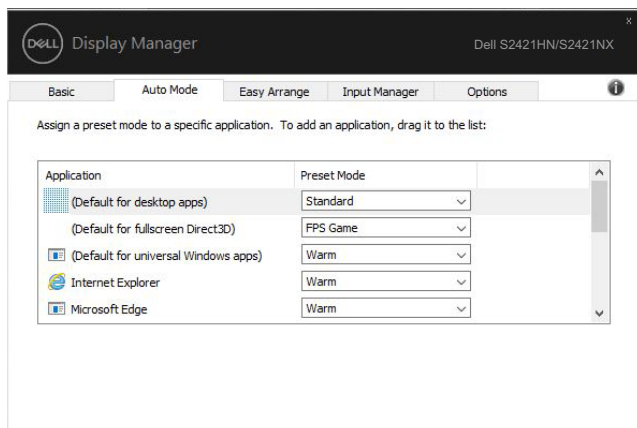 DELL Display Manager Dell S2421HN/S2421NX
Basic Auto Mode Easy Arrange Input Manager Options
Assign a preset mode to a specific application. To add an application, drag it to the list:
Application Preset Mode
(Default for desktop apps) Standard
(Default for fullscreen Direct3D) FPS Game
(Default for universal Windows apps) Warm
Internet Explorer Warm
Microsoft Edge Warm